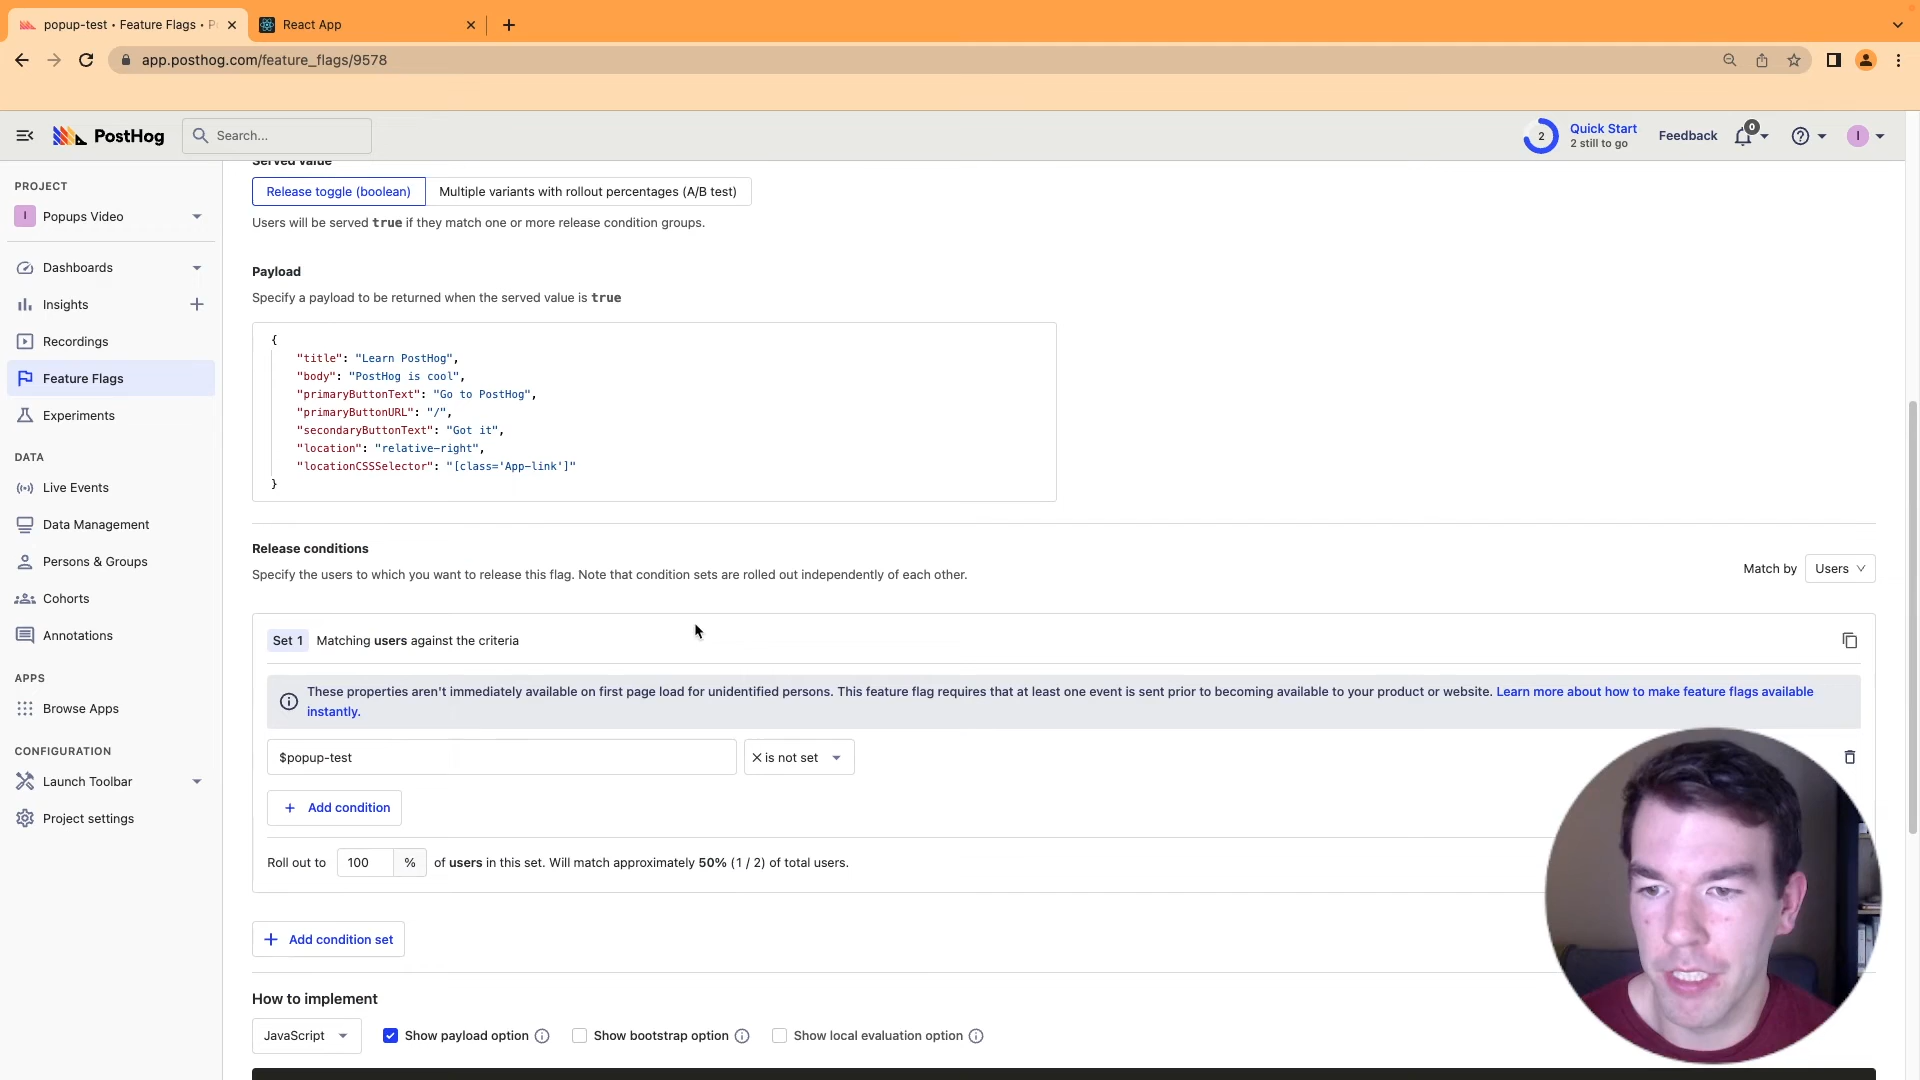 popup-test • Feature Flags • P
React App
app.posthog.com/feature_flags/9578
PostHog
Search...
2
Quick Start
2 still to go
Feedback
0
I
PROJECT
I Popups Video
Dashboards
Insights
Recordings
Feature Flags
Experiments
DATA
Live Events
Data Management
Persons & Groups
Cohorts
Annotations
APPS
Browse Apps
CONFIGURATION
Launch Toolbar
Project settings
Served value
Release toggle (boolean) Multiple variants with rollout percentages (A/B test)
Users will be served true if they match one or more release condition groups.
Payload
Specify a payload to be returned when the served value is true
{
"title": "Learn PostHog",
"body": "PostHog is cool",
"primaryButtonText": "Go to PostHog",
"primaryButtonURL": "/",
"secondaryButtonText": "Got it",
"location": "relative-right",
"locationCSSSelector": "[class='App-link']"
}
Release conditions
Specify the users to which you want to release this flag. Note that condition sets are rolled out independently of each other.
Match by Users
Set 1 Matching users against the criteria
These properties aren't immediately available on first page load for unidentified persons. This feature flag requires that at least one event is sent prior to becoming available to your product or website. Learn more about how to make feature flags available
instantly.
$popup-test
is not set
Add condition
Roll out to 100 % of users in this set. Will match approximately 50% (1 / 2) of total users.
Add condition set
How to implement
JavaScript
Show payload option
Show bootstrap option
Show local evaluation option